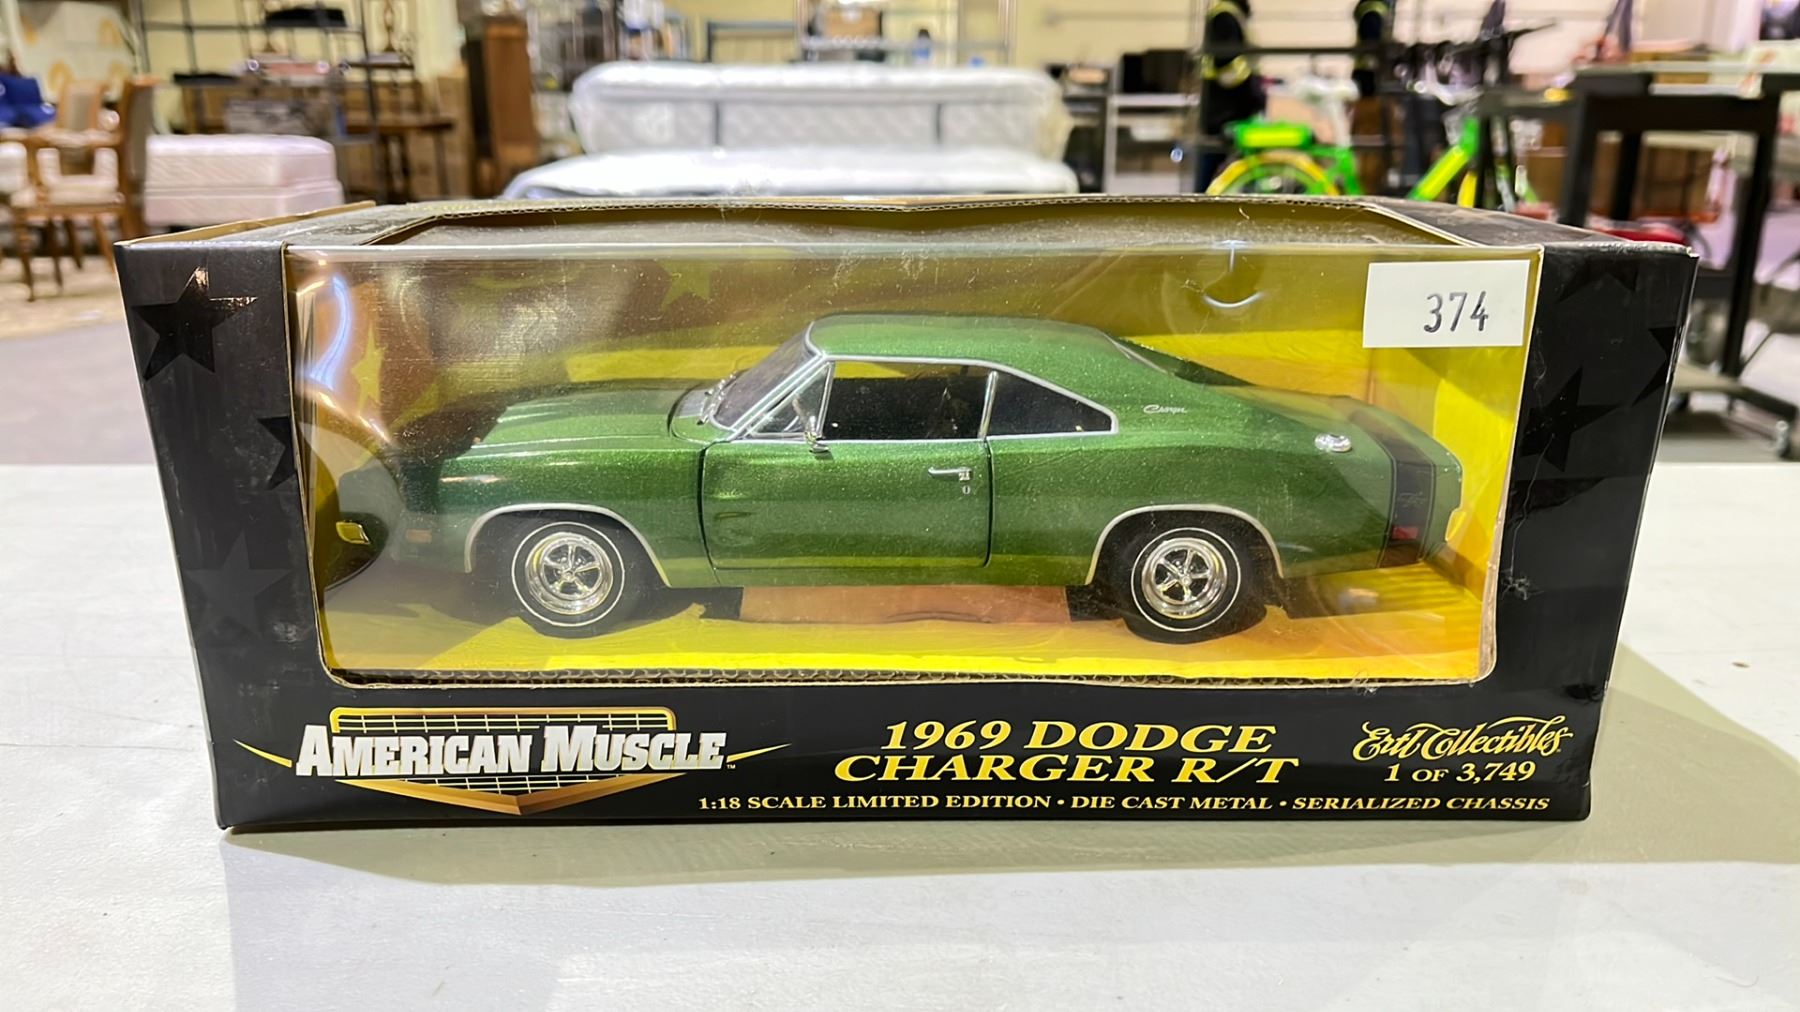 374
Charger
AMERICAN MUSCLE™
1969 DODGE
CHARGER R/T
Ertl Collectibles
1 OF 3,749
1:18 SCALE LIMITED EDITION • DIE CAST METAL • SERIALIZED CHASSIS